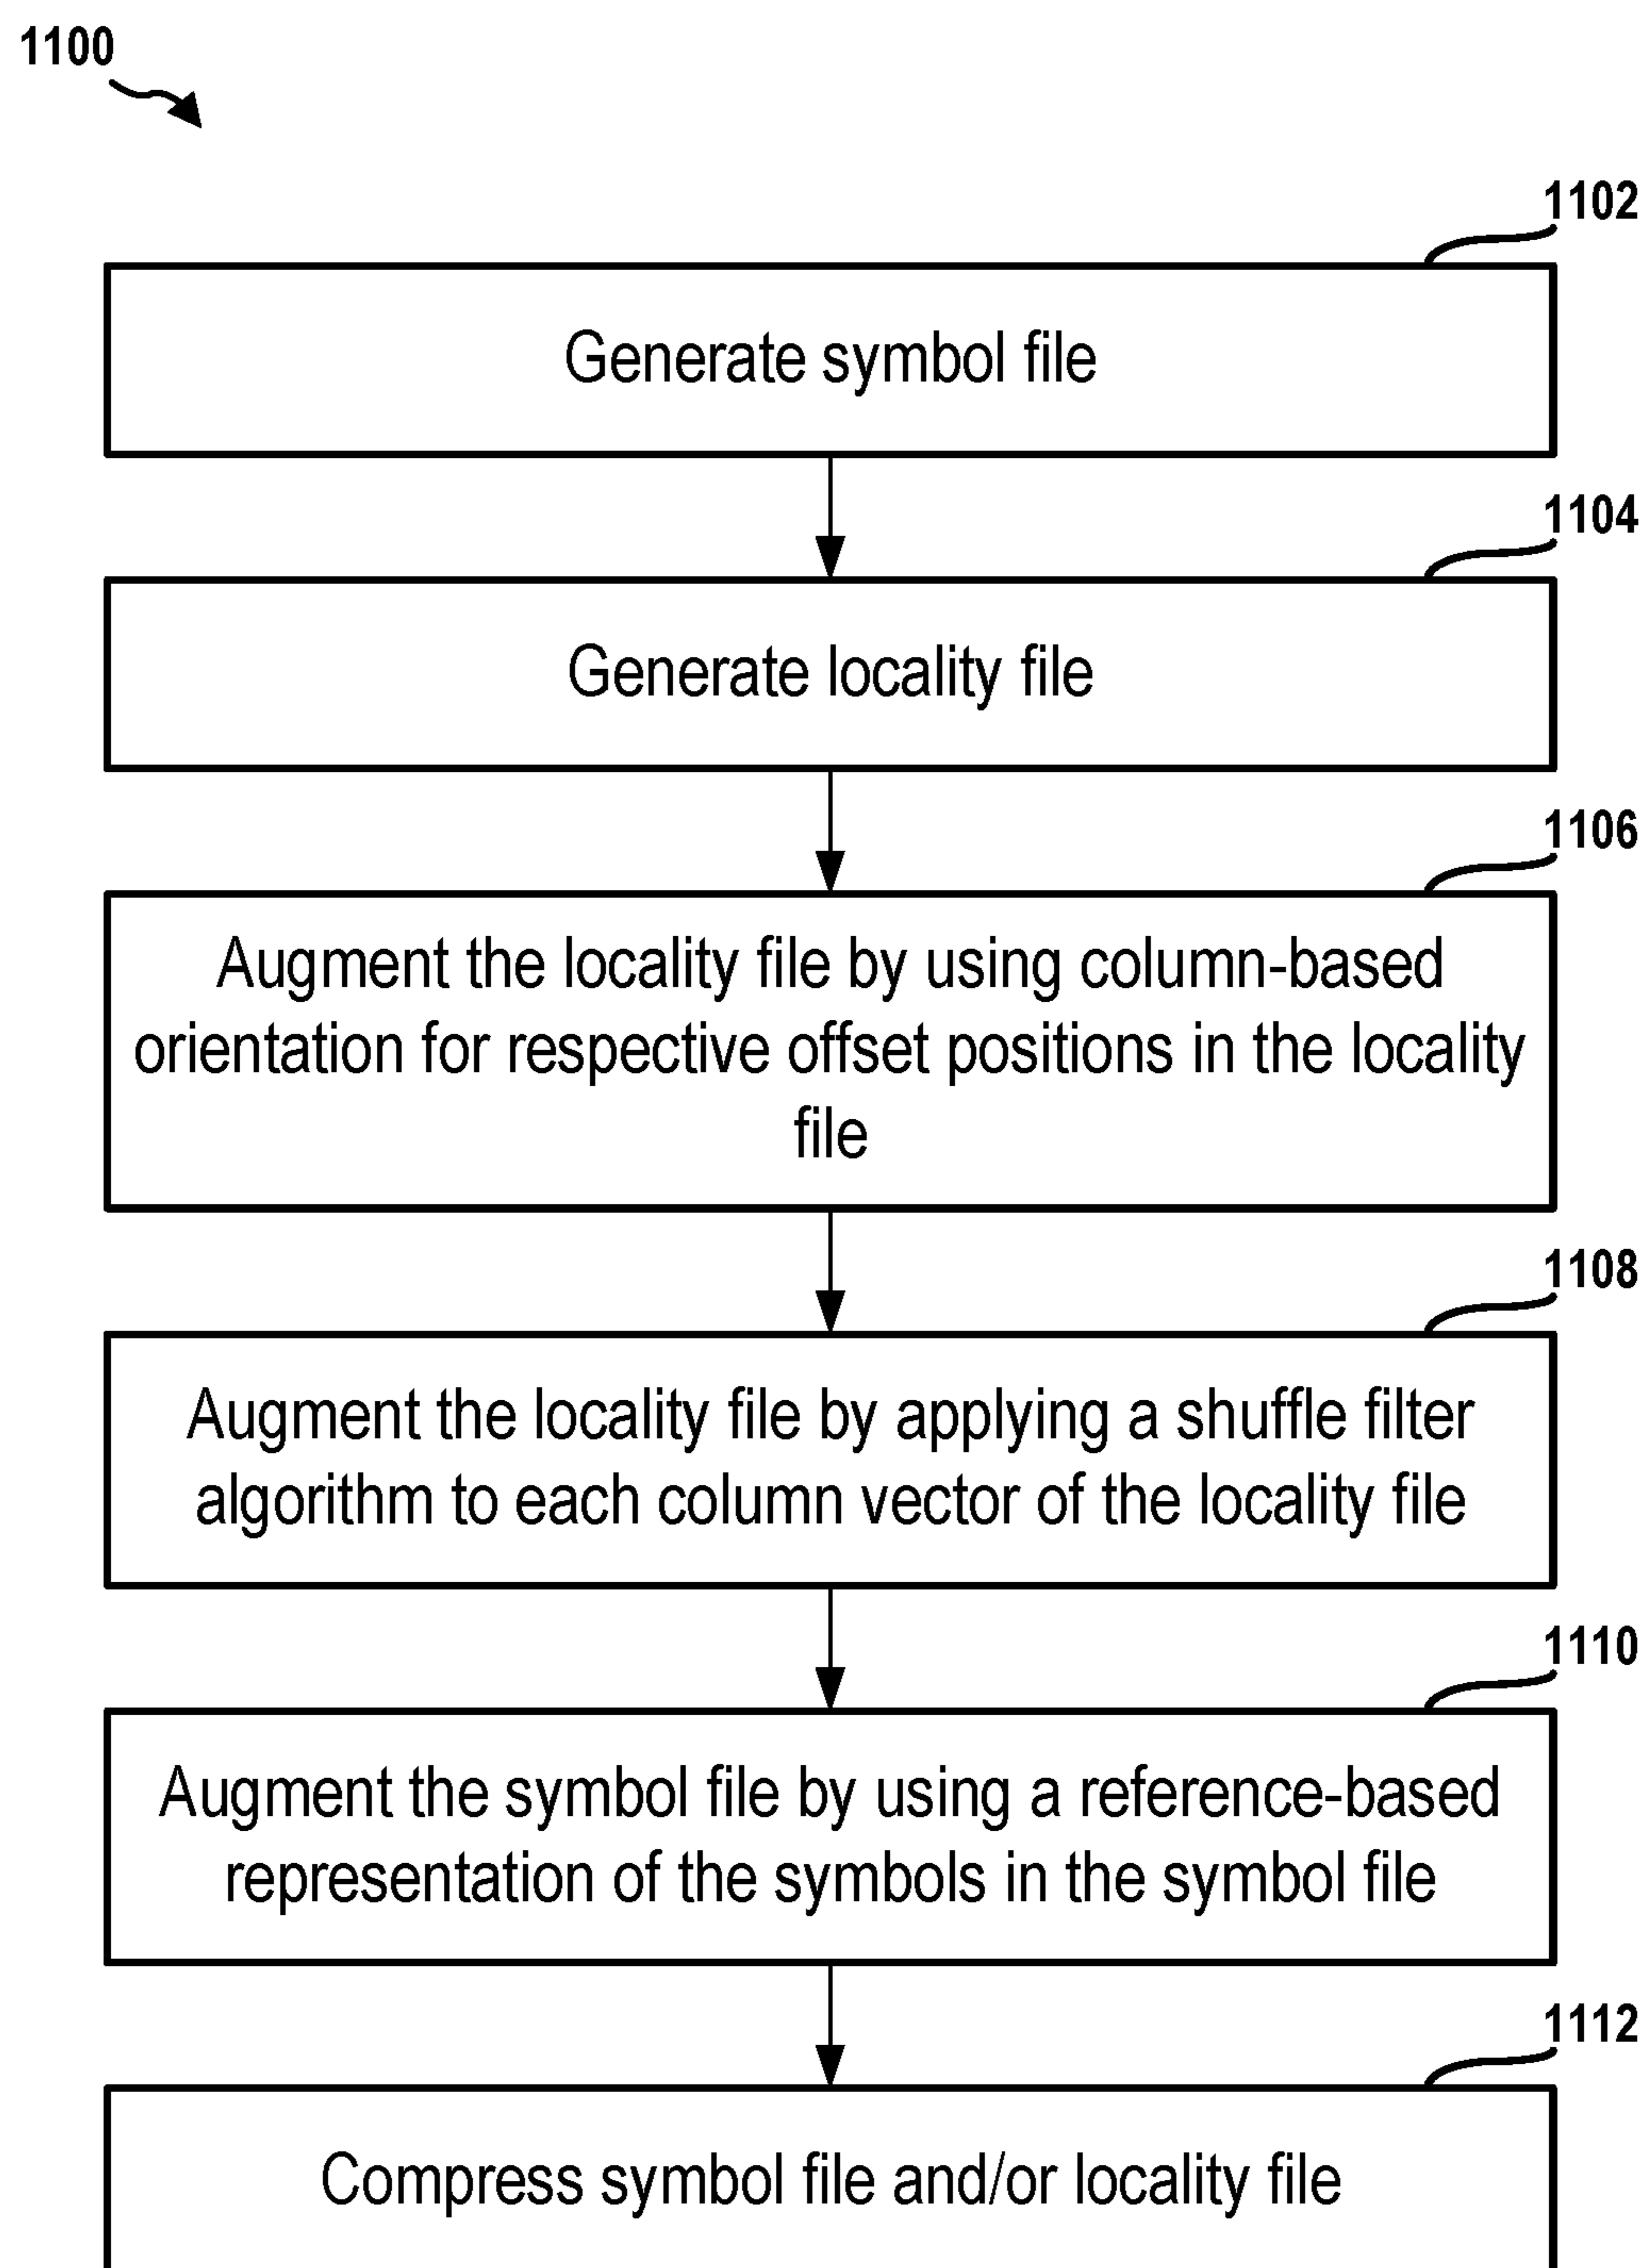 1100
1102
Generate symbol file
1104
Generate locality file
1106
Augment the locality file by using column-based
orientation for respective offset positions in the locality
file
1108
Augment the locality file by applying a shuffle filter
algorithm to each column vector of the locality file
1110
Augment the symbol file by using a reference-based
representation of the symbols in the symbol file
1112
Compress symbol file and/or locality file